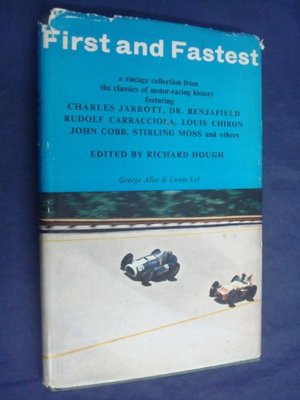 First and Fastest
a vintage collection from
the classics of motor-racing history
featuring
CHARLES JARROTT, DR. BENJAFIELD,
RUDOLF CARRACCIOLA, LOUIS CHIRON,
JOHN COBB, STIRLING MOSS and others
EDITED BY RICHARD HOUGH
George Allen & Unwin Ltd